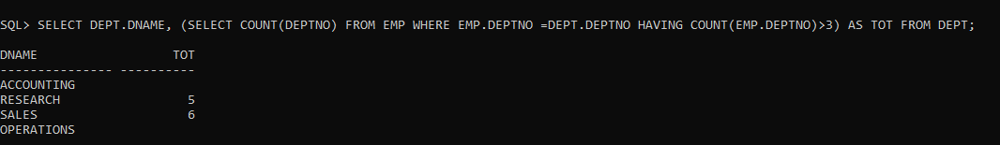 SQL> SELECT DEPT.DNAME, (SELECT COUNT(DEPTNO) FROM EMP WHERE EMP.DEPTNO =DEPT.DEPTNO HAVING COUNT(EMP.DEPTNO)>3) AS TOT FROM DEPT;
DNAME                  TOT
--------------- ----------
ACCOUNTING
RESEARCH                 5
SALES                    6
OPERATIONS